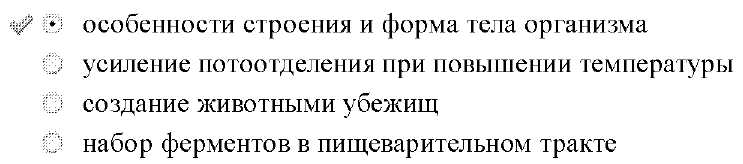 особенности строения и форма тела организма
усиление потоотделения при повышении температуры
создание животными убежищ
набор ферментов в пищеварительном тракте